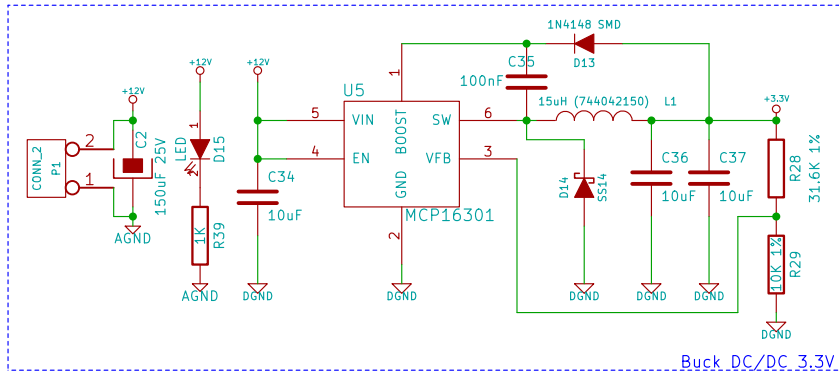 1N4148 SMD
D13
C35
100nF
+12V
+12V
+12V
U5
1
15uH (744042150) L1
+3.3V
5
VIN
BOOST
SW
6
4
EN
VFB
3
GND
2
MCP16301
CONN_2
P1
2
1
C2
150uF 25V
AGND
LED
1
2
D15
1K
R39
AGND
C34
10uF
DGND
DGND
D14
SS14
DGND
C36
10uF
DGND
C37
10uF
DGND
R28
31.6K 1%
10K 1%
R29
DGND
Buck DC/DC 3.3V